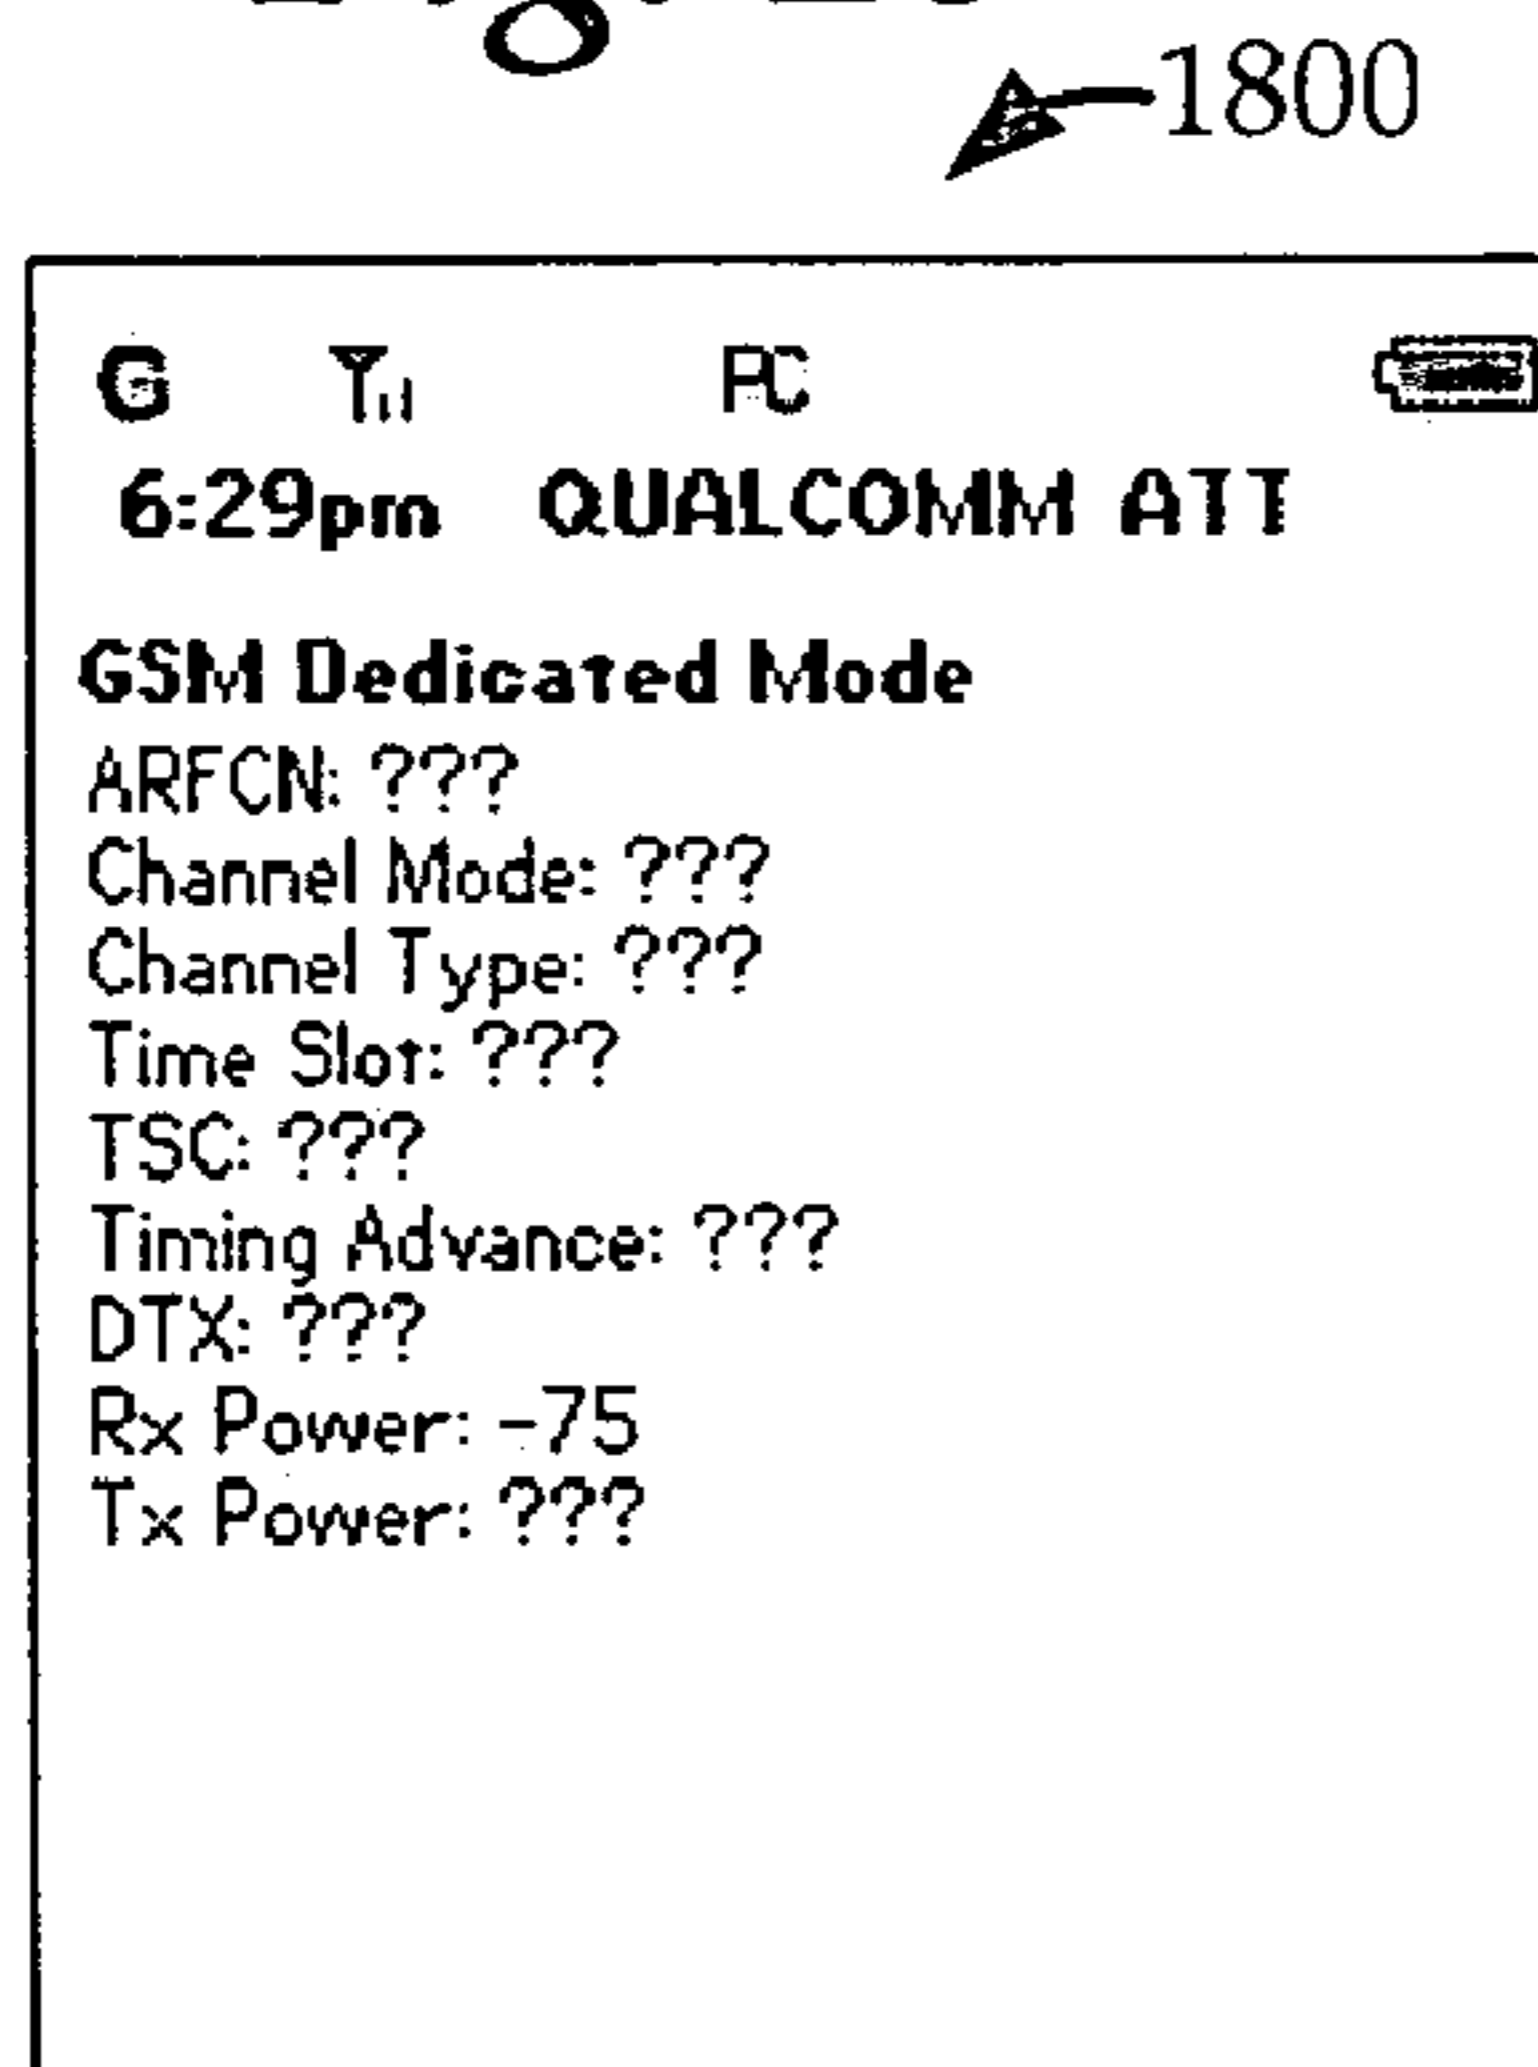 1800
G PC
6:29pm QUALCOMM ATT
GSM Dedicated Mode
ARFCN: ???
Channel Mode: ???
Channel Type: ???
Time Slot: ???
TSC: ???
Timing Advance: ???
DTX: ???
Rx Power: -75
Tx Power: ???